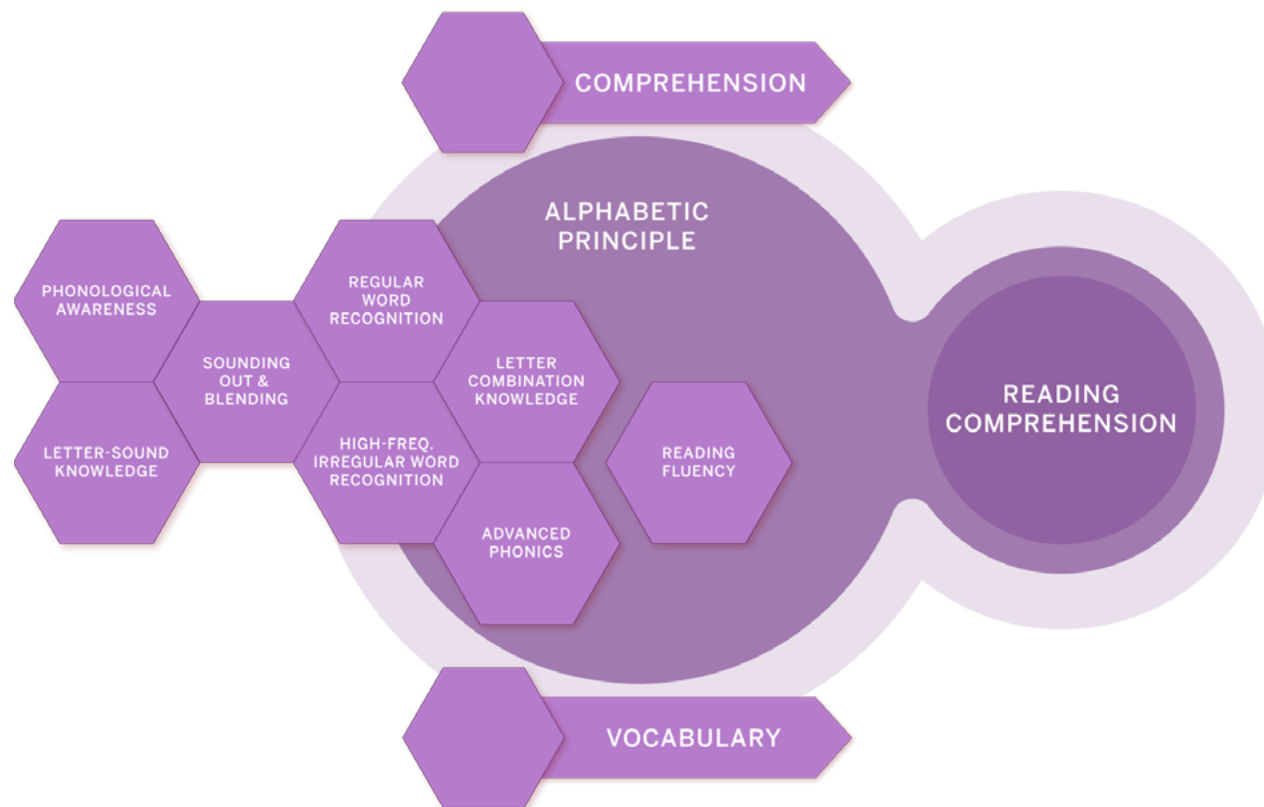 COMPREHENSION
ALPHABETIC
PRINCIPLE
PHONOLOGICAL
AWARENESS
REGULAR
WORD
RECOGNITION
SOUNDING
OUT &
BLENDING
LETTER
COMBINATION
KNOWLEDGE
READING
COMPREHENSION
LETTER-SOUND
KNOWLEDGE
HIGH-FREQ.
IRREGULAR WORD
RECOGNITION
READING
FLUENCY
ADVANCED
PHONICS
VOCABULARY